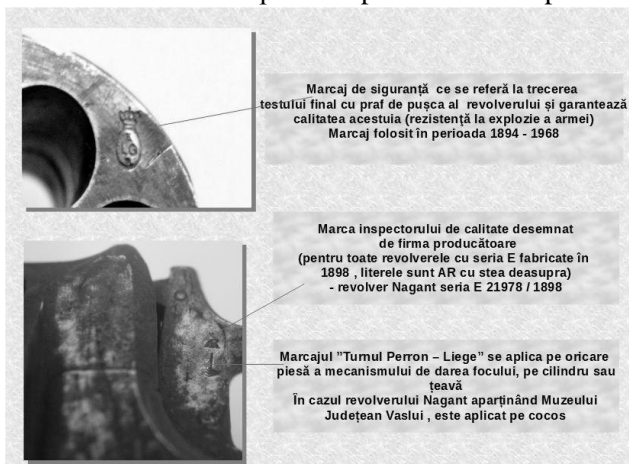 Marcaj de siguranță ce se referă la trecerea
testului final cu praf de pușca al revolverului și garantează
calitatea acestuia (rezistență la explozie a armei)
Marcaj folosit în perioada 1894 - 1968
LG
Marca inspectorului de calitate desemnat
de firma producătoare
(pentru toate revolverele cu seria E fabricate în
1898 , literele sunt AR cu stea deasupra)
- revolver Nagant seria E 21978 / 1898
Marcajul ”Turnul Perron – Liege” se aplica pe oricare
piesă a mecanismului de darea focului, pe cilindru sau
țeavă
În cazul revolverului Nagant aparținând Muzeului
Județean Vaslui , este aplicat pe cocos